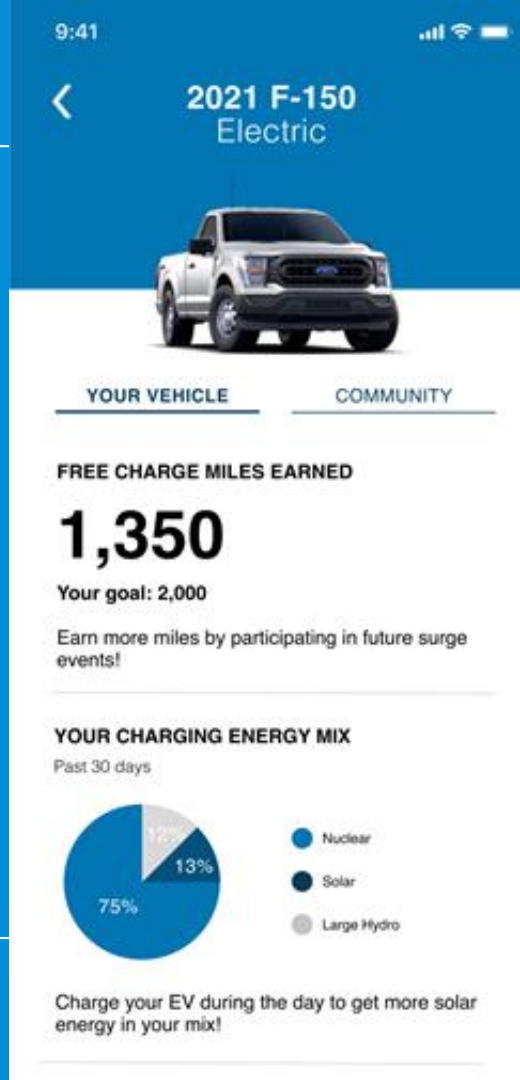 9:41
2021 F-150
Electric
YOUR VEHICLE
COMMUNITY
FREE CHARGE MILES EARNED
1,350
Your goal: 2,000
Earn more miles by participating in future surge
events!
YOUR CHARGING ENERGY MIX
Past 30 days
12%
13%
75%
Nuclear
Solar
Large Hydro
Charge your EV during the day to get more solar
energy in your mix!